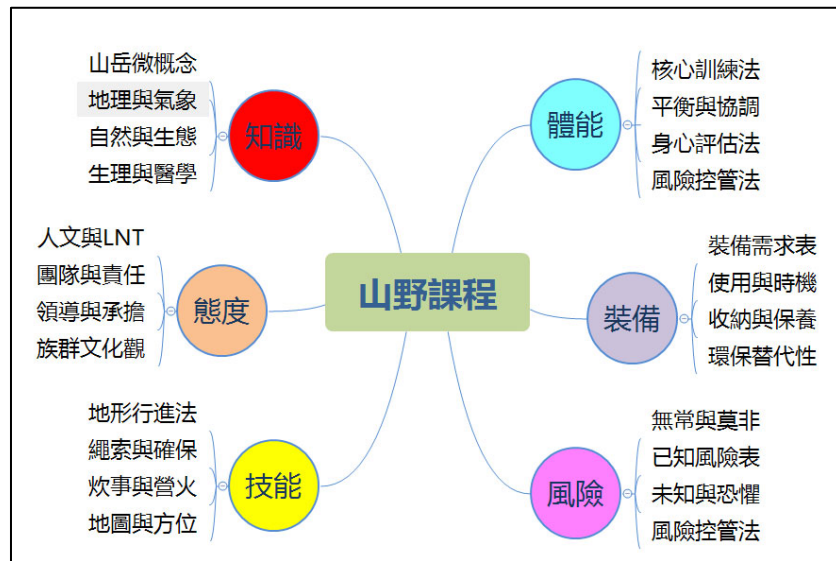 山野課程
知識
山岳微概念
地理與氣象
自然與生態
生理與醫學
態度
人文與LNT
團隊與責任
領導與承擔
族群文化觀
技能
地形行進法
繩索與確保
炊事與營火
地圖與方位
體能
核心訓練法
平衡與協調
身心評估法
風險控管法
裝備
裝備需求表
使用與時機
收納與保養
環保替代性
風險
無常與莫非
已知風險表
未知與恐懼
風險控管法